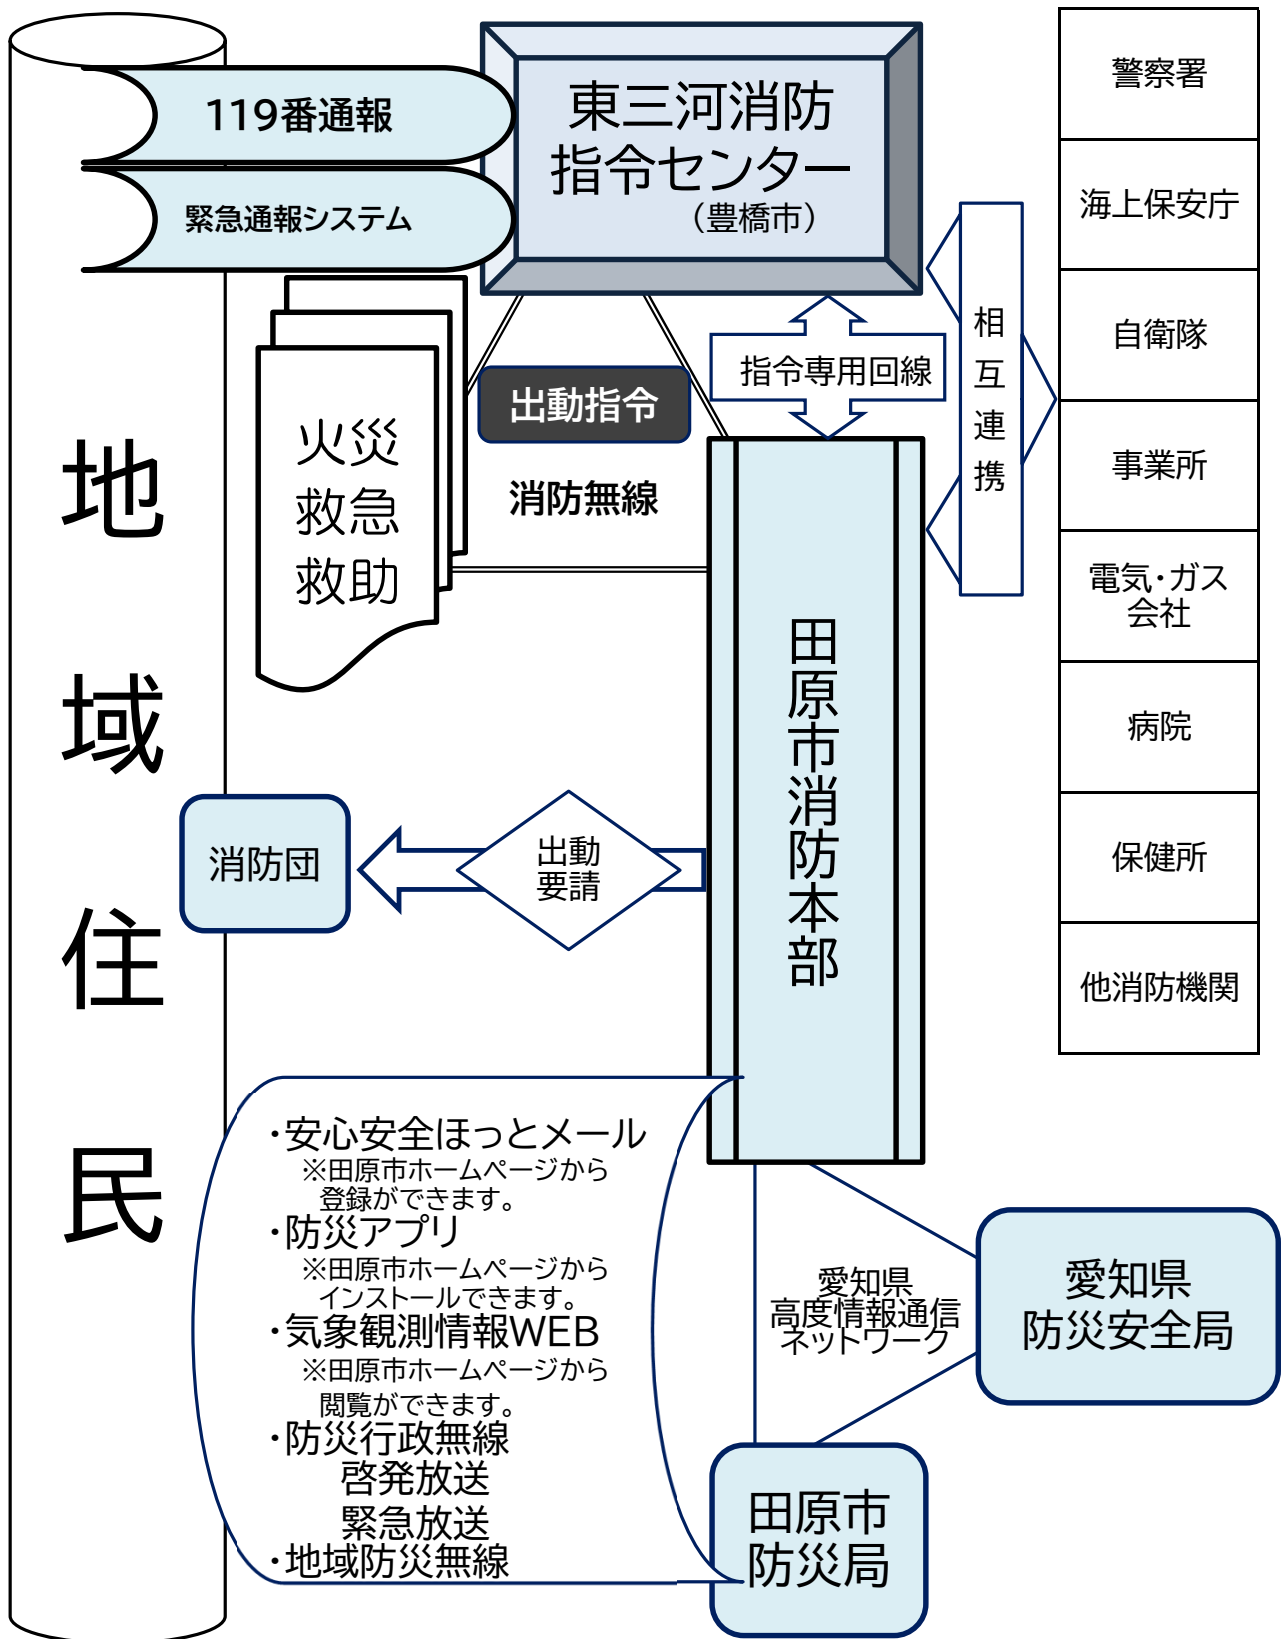 119番通報
緊急通報システム
東三河消防
指令センター
（豊橋市）
警察署
海上保安庁
自衛隊
事業所
電気・ガス
会社
病院
保健所
他消防機関
相互連携
指令専用回線
出動指令
消防無線
火災
救急
救助
地域住民
田原市消防本部
消防団
出動
要請
・安心安全ほっとメール
※田原市ホームページから
登録ができます。
・防災アプリ
※田原市ホームページから
インストールできます。
・気象観測情報WEB
※田原市ホームページから
閲覧ができます。
・防災行政無線
啓発放送
緊急放送
・地域防災無線
愛知県
高度情報通信
ネットワーク
愛知県
防災安全局
田原市
防災局